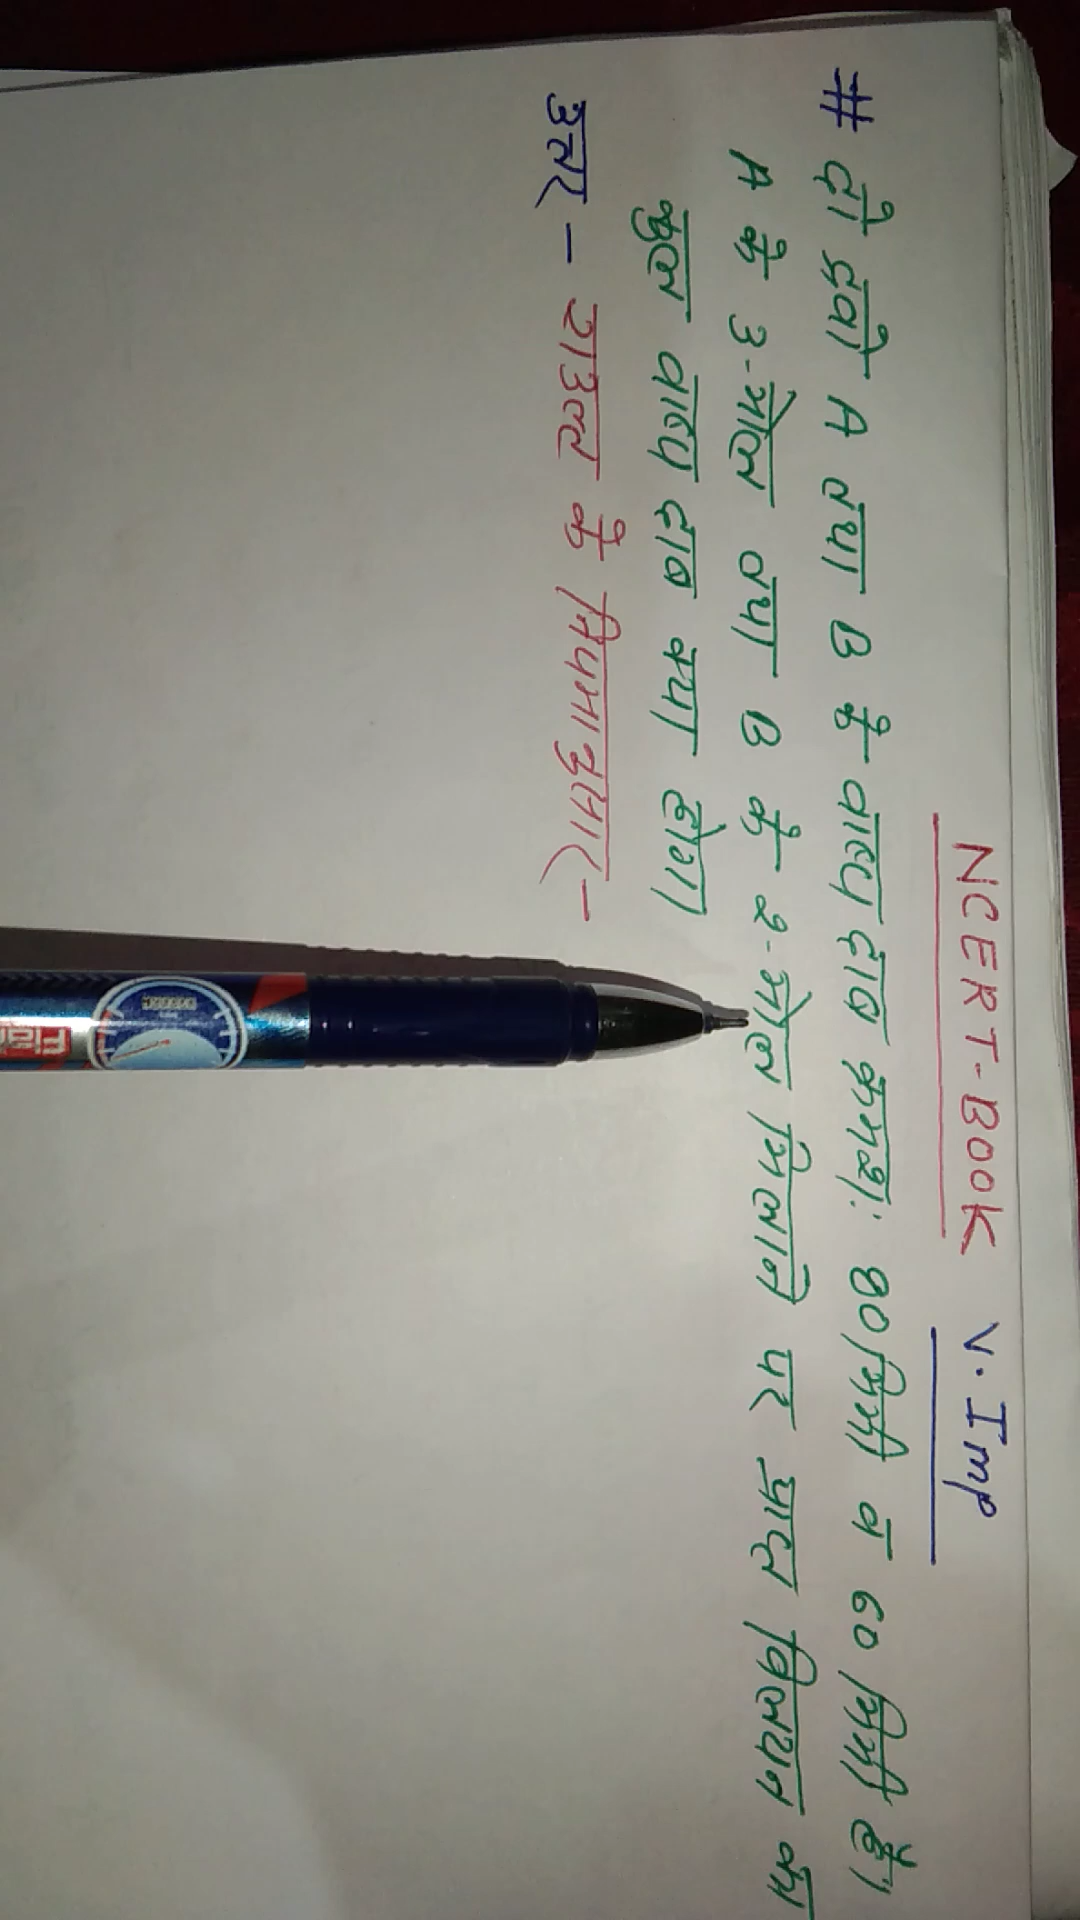 NCERT-BOOK V. Imp
# दो द्रवो A तथा B के वाष्प दाब क्रमश: 80 मिमी व 60 मिमी हैं।
A के 3-मोल तथा B के 2-मोल मिलाने पर प्राप्त विलयन का
कुल वाष्प दाब क्या होगा
उत्तर - राउल्ट के नियमानुसार-